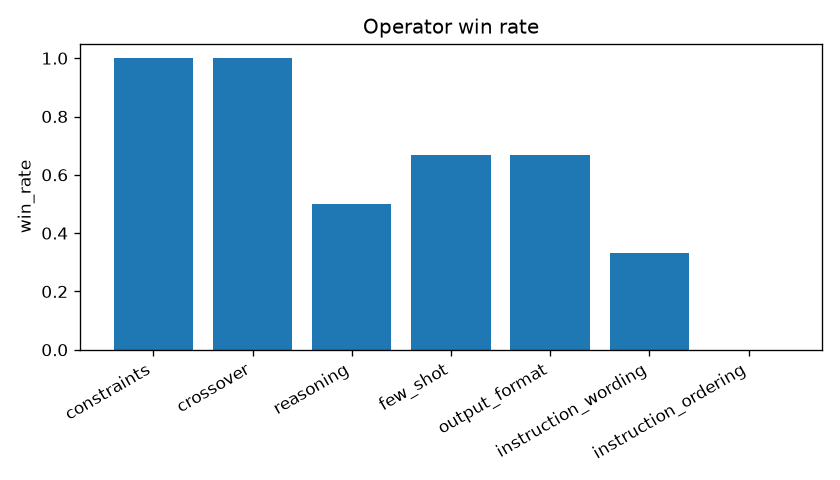 Operator win rate
win_rate
1.0
0.8
0.6
0.4
0.2
0.0
constraints
crossover
reasoning
few_shot
output_format
instruction_wording
instruction_ordering